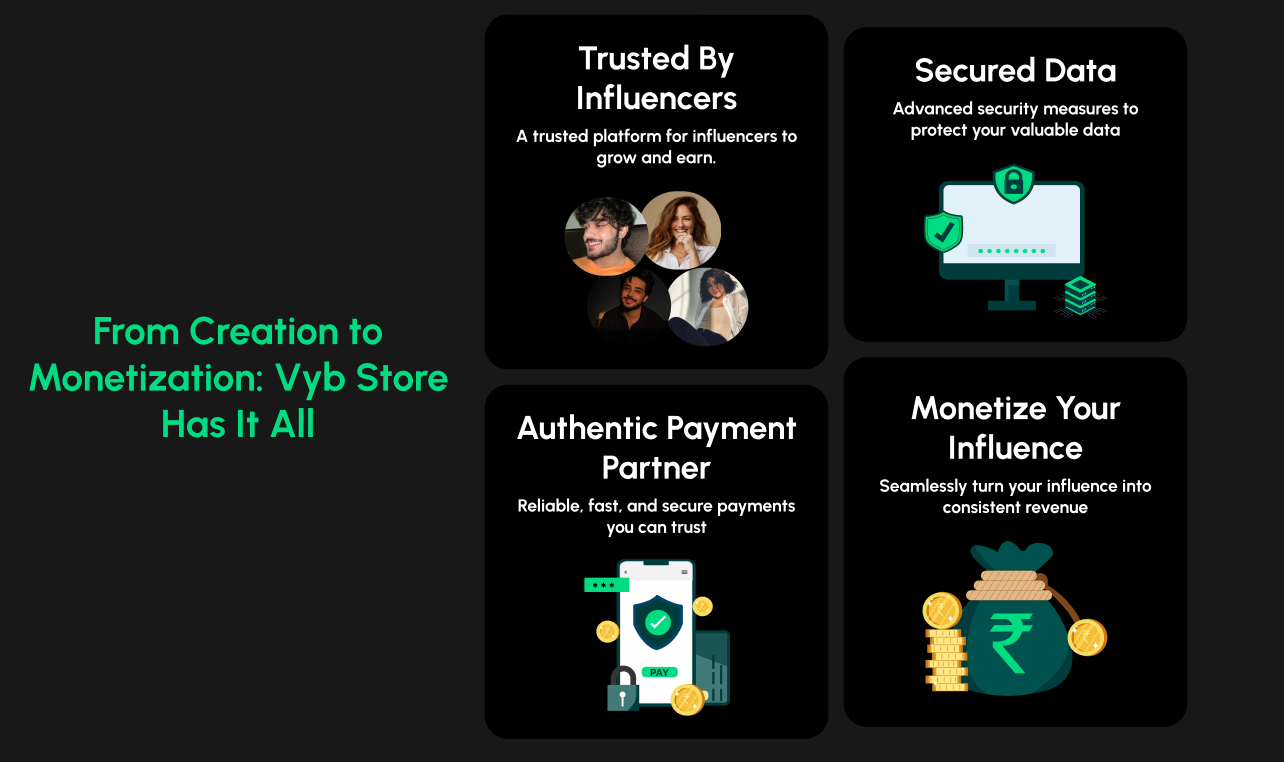 From Creation to
Monetization: Vyb Store
Has It All
Trusted By
Influencers
A trusted platform for influencers to
grow and earn.
Secured Data
Advanced security measures to
protect your valuable data
Authentic Payment
Partner
Reliable, fast, and secure payments
you can trust
***
PAY
Monetize Your
Influence
Seamlessly turn your influence into
consistent revenue
₹